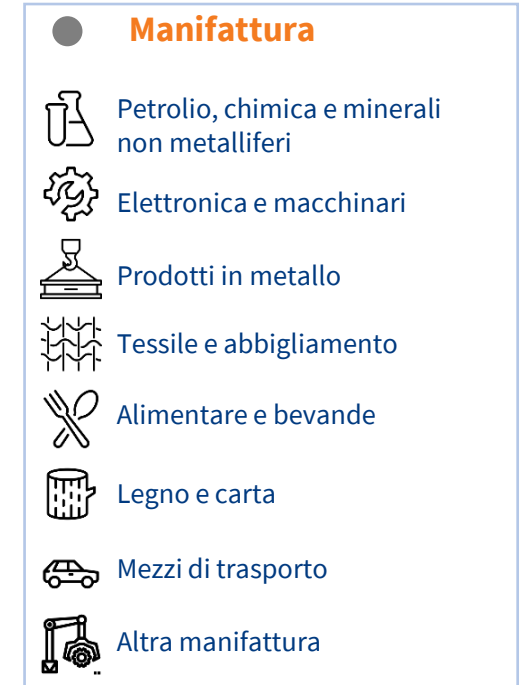 Manifattura
Petrolio, chimica e minerali
non metalliferi
Elettronica e macchinari
Prodotti in metallo
Tessile e abbigliamento
Alimentare e bevande
Legno e carta
Mezzi di trasporto
Altra manifattura